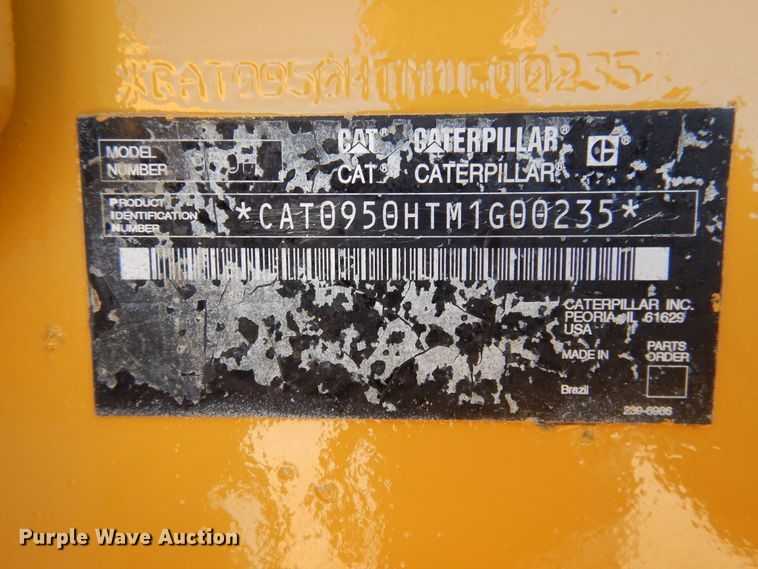 *CAT0950HTM1G00235*
CAT® CATERPILLAR®
CAT® CATERPILLAR®
MODEL
NUMBER
PRODUCT
IDENTIFICATION
NUMBER
*CAT0950HTM1G00235*
CATERPILLAR INC.
PEORIA, IL 61629
USA
MADE IN
Brazil
PARTS
ORDER
239-6986
Purple Wave Auction